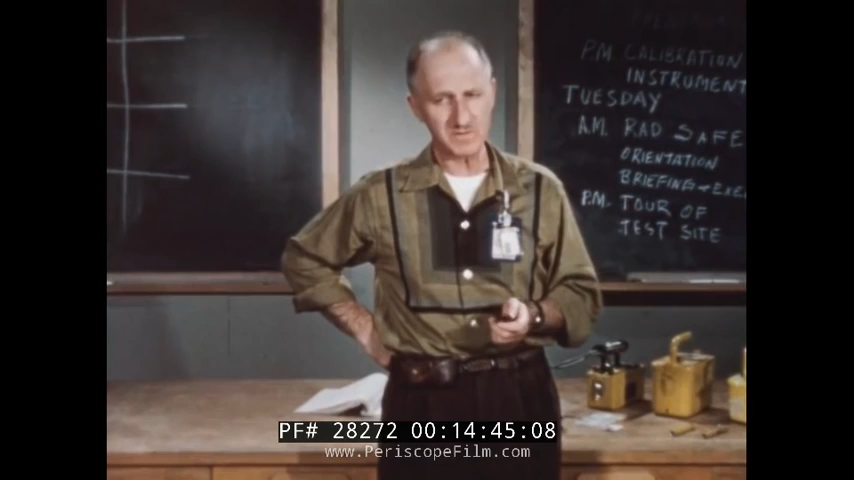 P.M. CALIBRATION
INSTRUMENT
TUESDAY
A.M. RAD SAFE
ORIENTATION
BRIEFING
P.M. TOUR OF
TEST SITE
PF# 28272 00:14:45:08
www.PeriscopeFilm.com